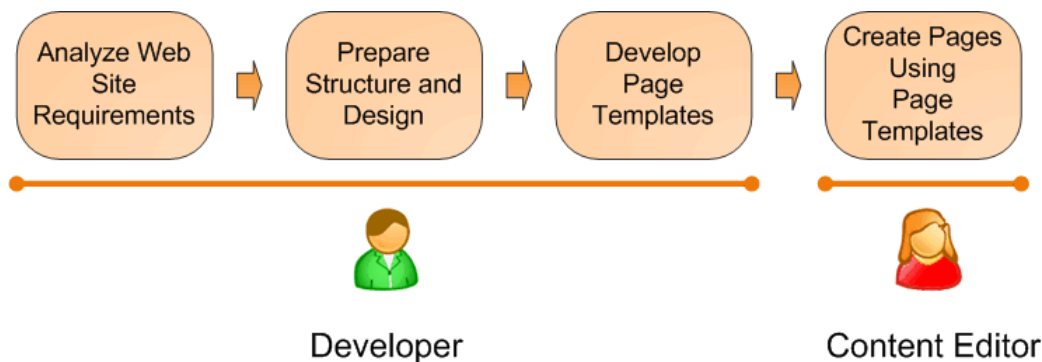 Analyze Web
Site
Requirements
Prepare
Structure and
Design
Develop
Page
Templates
Create Pages
Using
Page
Templates
Developer
Content Editor